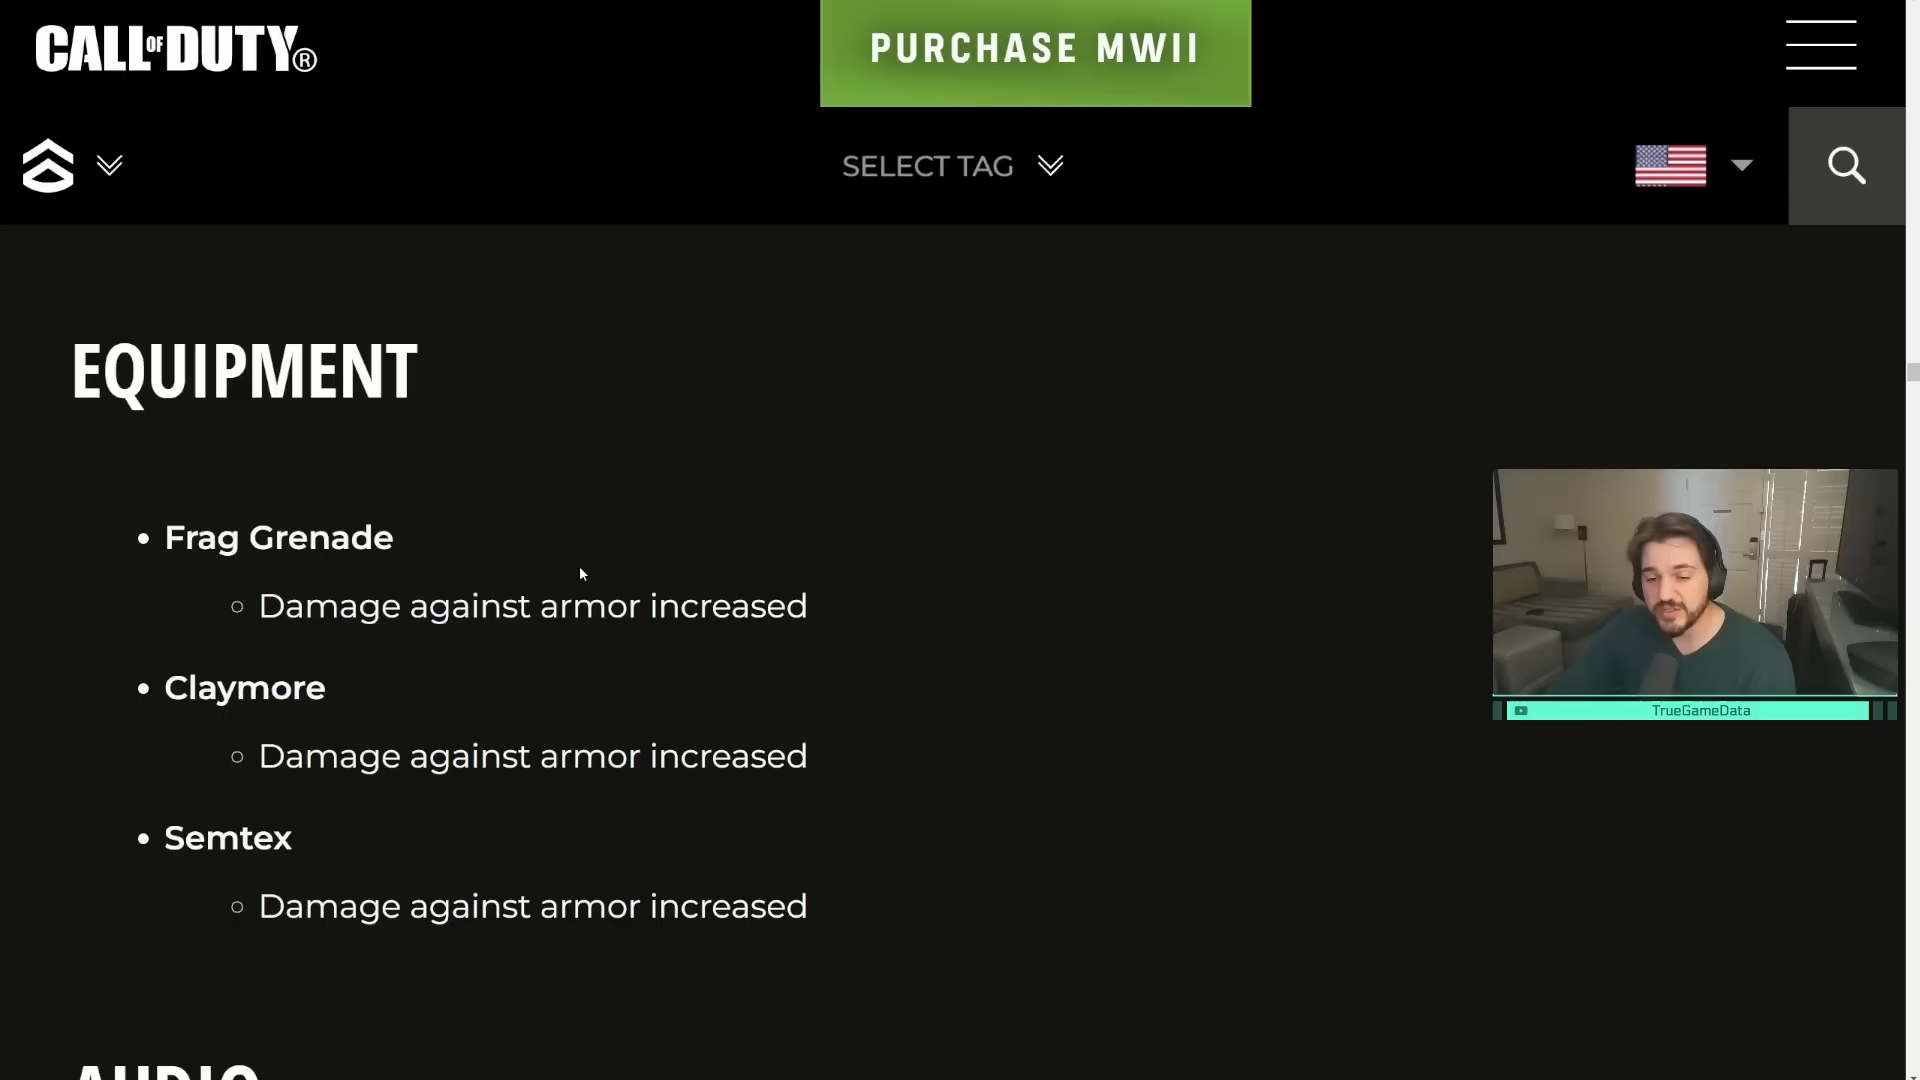 CALL OF DUTY®
PURCHASE MWII
SELECT TAG
EQUIPMENT
• Frag Grenade
○ Damage against armor increased
• Claymore
○ Damage against armor increased
• Semtex
○ Damage against armor increased
TrueGameData
AUDIO